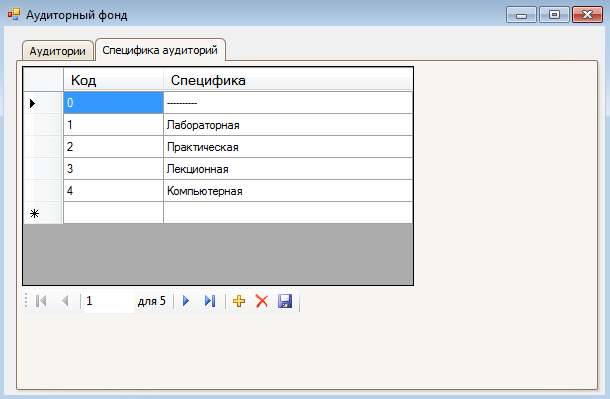 Аудиторный фонд
Аудитории Специфика аудиторий
Код Специфика
0 ----------
1 Лабораторная
2 Практическая
3 Лекционная
4 Компьютерная
1 для 5